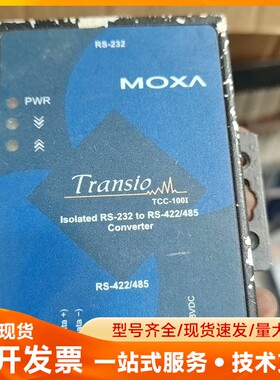 RS-232
MOXA
PWR
Transio
TCC-100I
Isolated RS-232 to RS-422/485
Converter
RS-422/485
现货
开发票
型号齐全/现货速发/量大
一站式服务·技术